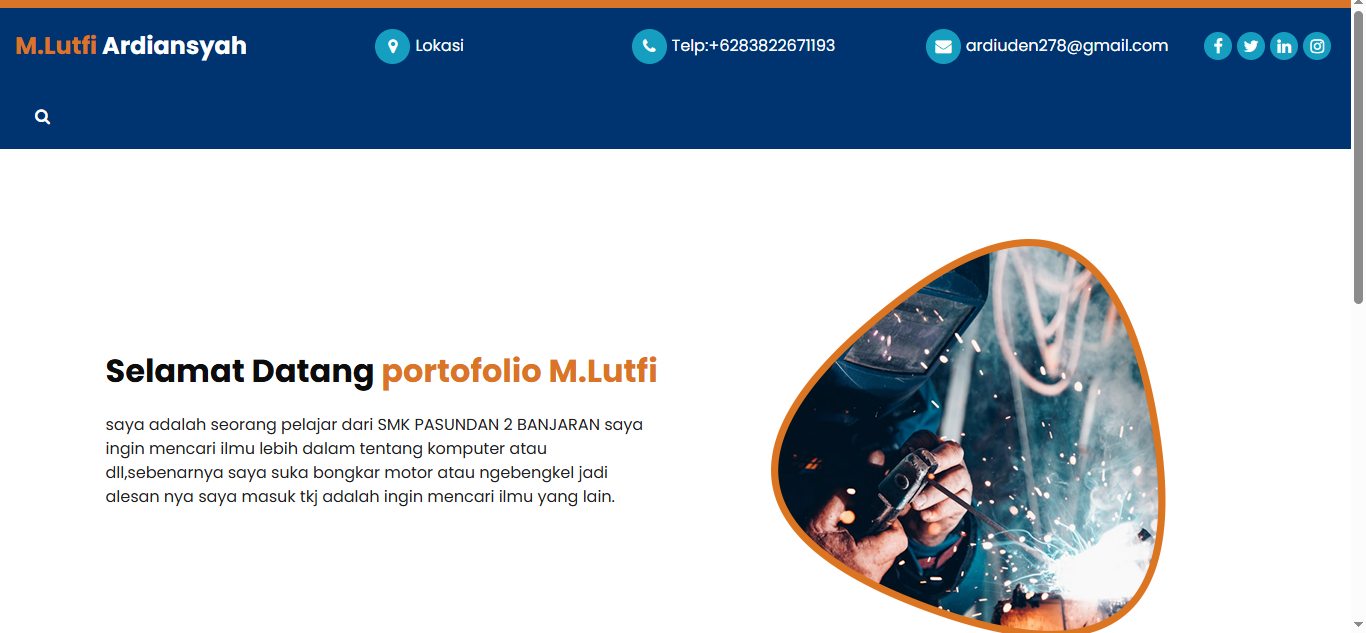 M.Lutfi Ardiansyah
Lokasi
Telp:+6283822671193
ardiuden278@gmail.com
Selamat Datang portofolio M.Lutfi
saya adalah seorang pelajar dari SMK PASUNDAN 2 BANJARAN saya
ingin mencari ilmu lebih dalam tentang komputer atau
dll,sebenarnya saya suka bongkar motor atau ngebengkel jadi
alesan nya saya masuk tkj adalah ingin mencari ilmu yang lain.